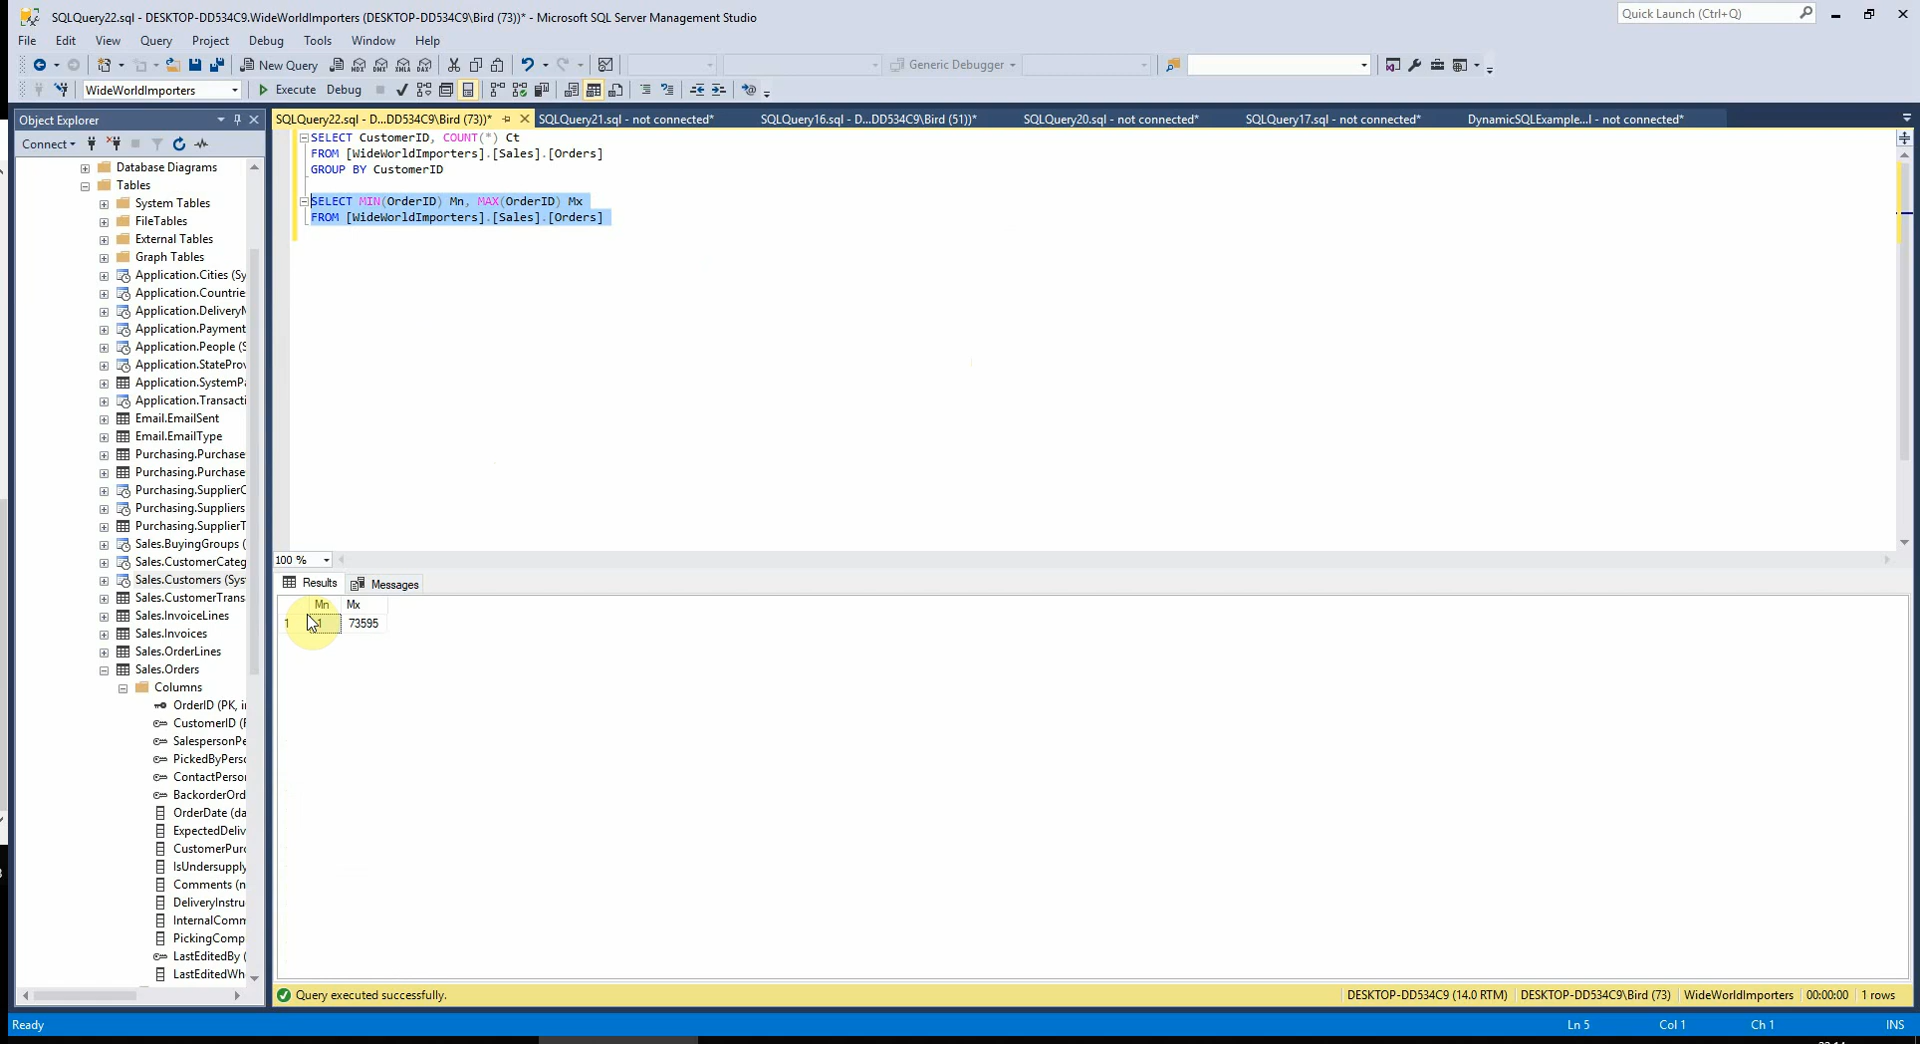 SQLQuery22.sql - DESKTOP-DD534C9.WideWorldImporters (DESKTOP-DD534C9\Bird (73))* - Microsoft SQL Server Management Studio
Quick Launch (Ctrl+Q)
File Edit View Query Project Debug Tools Window Help
New Query
Generic Debugger
WideWorldImporters
Execute Debug
Object Explorer
SQLQuery22.sql - D...DD534C9\Bird (73))* SQLQuery21.sql - not connected* SQLQuery16.sql - D...DD534C9\Bird (51))* SQLQuery20.sql - not connected* SQLQuery17.sql - not connected* DynamicSQLExample...l - not connected*
Connect
Database Diagrams
Tables
System Tables
FileTables
External Tables
Graph Tables
Application.Cities (Sy
Application.Countrie
Application.DeliveryM
Application.Payment
Application.People (S
Application.StateProv
Application.SystemPa
Application.Transacti
Email.EmailSent
Email.EmailType
Purchasing.Purchase
Purchasing.Purchase
Purchasing.SupplierC
Purchasing.Suppliers
Purchasing.SupplierT
Sales.BuyingGroups (
Sales.CustomerCateg
Sales.Customers (Sys
Sales.CustomerTrans
Sales.InvoiceLines
Sales.Invoices
Sales.OrderLines
Sales.Orders
Columns
OrderID (PK, i
CustomerID (F
SalespersonPe
PickedByPerso
ContactPerson
BackorderOrd
OrderDate (da
ExpectedDeliv
CustomerPurc
IsUndersupply
Comments (n
DeliveryInstru
InternalComm
PickingComp
LastEditedBy (
LastEditedWh
SELECT CustomerID, COUNT(*) Ct
FROM [WideWorldImporters].[Sales].[Orders]
GROUP BY CustomerID
SELECT MIN(OrderID) Mn, MAX(OrderID) Mx
FROM [WideWorldImporters].[Sales].[Orders]
100 %
Results Messages
Mn Mx
1 1 73595
Query executed successfully.
DESKTOP-DD534C9 (14.0 RTM) DESKTOP-DD534C9\Bird (73) WideWorldImporters 00:00:00 1 rows
Ready
Ln 5 Col 1 Ch 1 INS